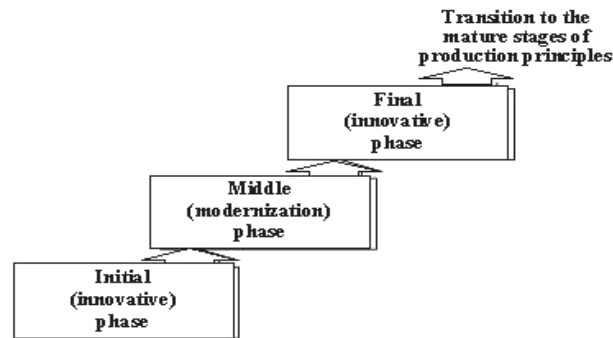 Transition to the
mature stages of
production principles
Final
(innovative)
phase
Middle
(modernization)
phase
Initial
(innovative)
phase